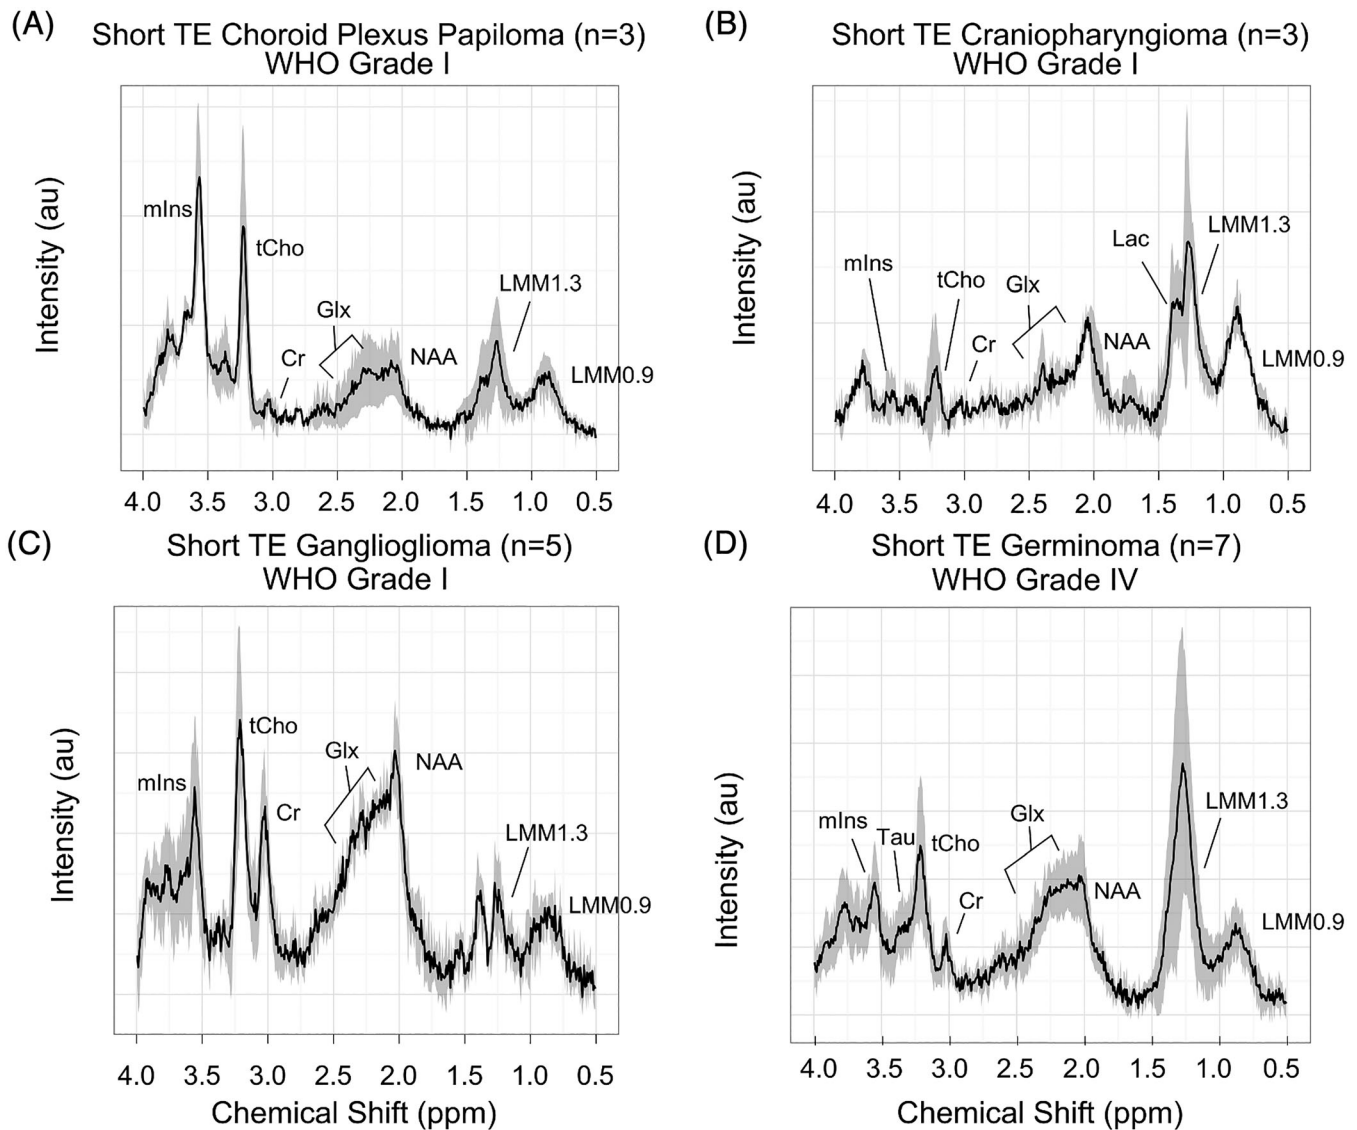 (A)
Short TE Choroid Plexus Papiloma (n=3)
WHO Grade I
Intensity (au)
mIns
tCho
Cr
Glx
NAA
LMM1.3
LMM0.9
4.0 3.5 3.0 2.5 2.0 1.5 1.0 0.5
(B)
Short TE Craniopharyngioma (n=3)
WHO Grade I
Intensity (au)
mIns
tCho
Cr
Glx
NAA
Lac
LMM1.3
LMM0.9
4.0 3.5 3.0 2.5 2.0 1.5 1.0 0.5
(C)
Short TE Ganglioglioma (n=5)
WHO Grade I
Intensity (au)
mIns
tCho
Cr
Glx
NAA
LMM1.3
LMM0.9
4.0 3.5 3.0 2.5 2.0 1.5 1.0 0.5
Chemical Shift (ppm)
(D)
Short TE Germinoma (n=7)
WHO Grade IV
Intensity (au)
mIns
Tau
tCho
Cr
Glx
NAA
LMM1.3
LMM0.9
4.0 3.5 3.0 2.5 2.0 1.5 1.0 0.5
Chemical Shift (ppm)